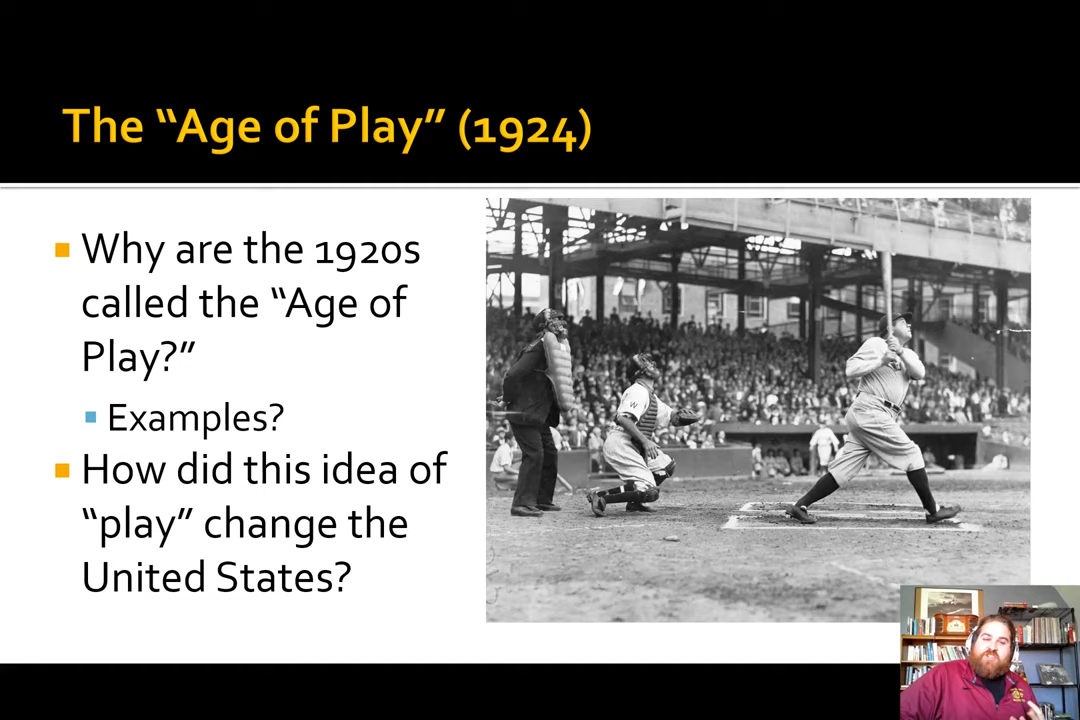 The “Age of Play” (1924)
Why are the 1920s
called the “Age of
Play?”
Examples?
How did this idea of
“play” change the
United States?
W